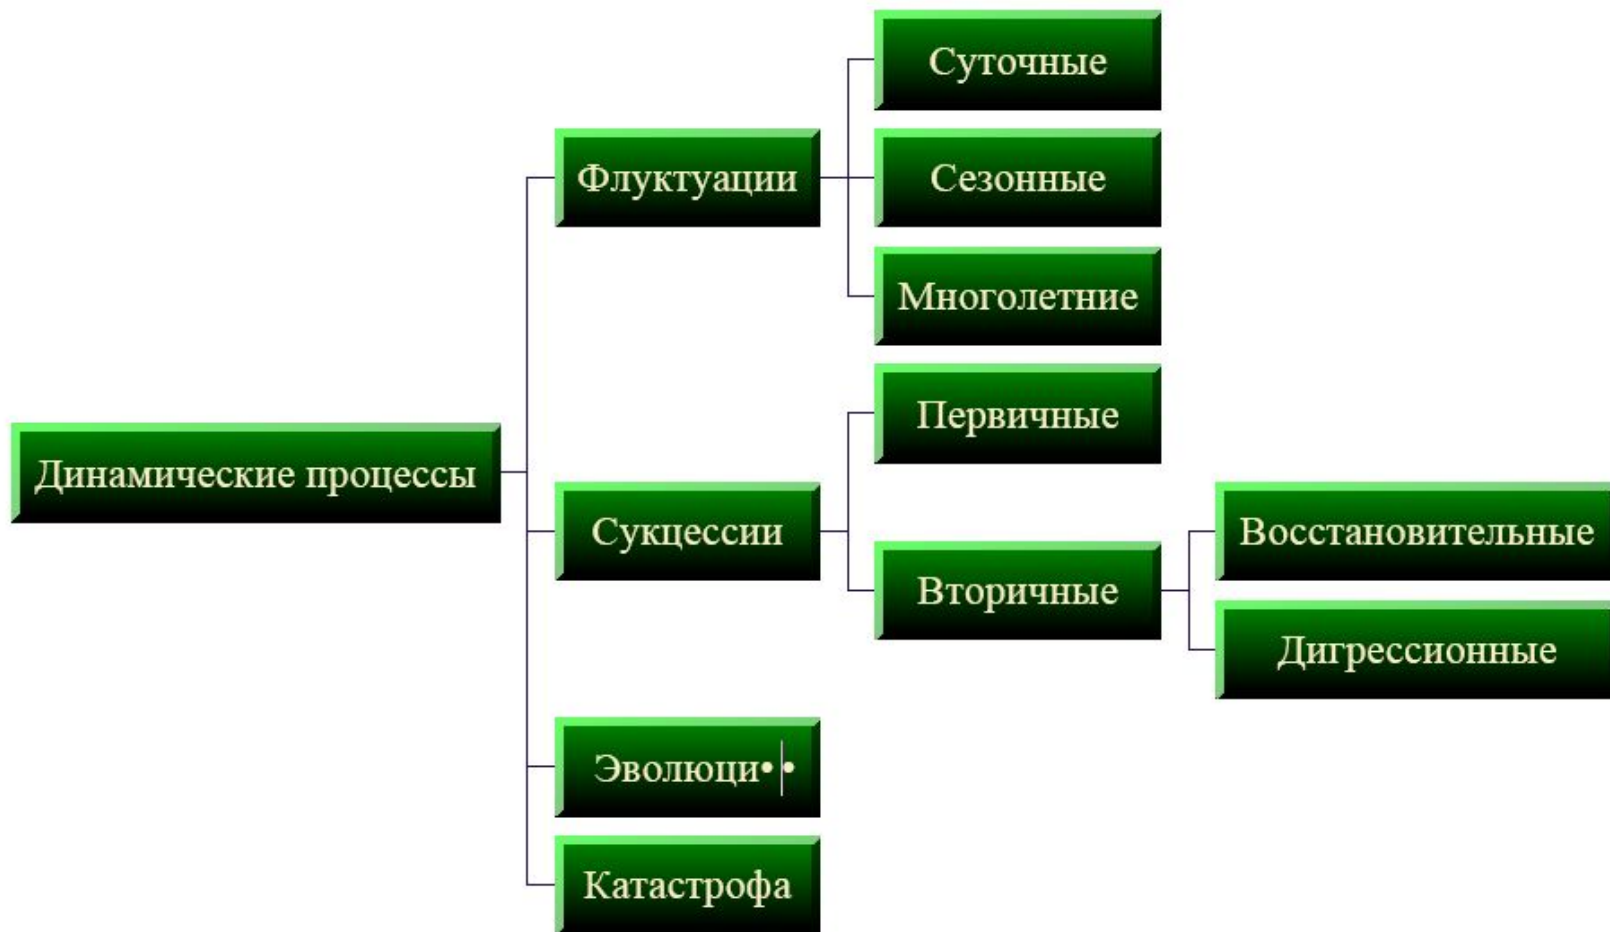 Суточные
Флуктуации
Сезонные
Многолетние
Динамические процессы
Первичные
Сукцессии
Вторичные
Восстановительные
Дигрессионные
Эволюци••
Катастрофа